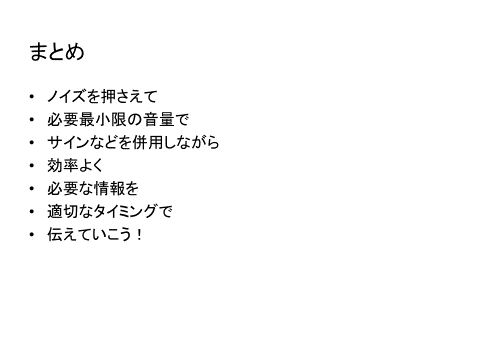 まとめ
• ノイズを押さえて
• 必要最小限の音量で
• サインなどを併用しながら
• 効率よく
• 必要な情報を
• 適切なタイミングで
• 伝えていこう！